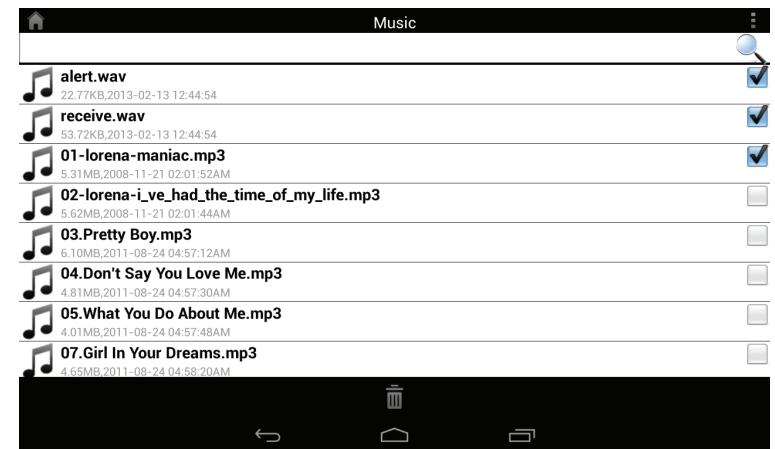 Music
alert.wav
22.77KB,2013-02-13 12:44:54
receive.wav
53.72KB,2013-02-13 12:44:54
01-lorena-maniac.mp3
5.31MB,2008-11-21 02:01:52AM
02-lorena-i_ve_had_the_time_of_my_life.mp3
5.62MB,2008-11-21 02:01:44AM
03.Pretty Boy.mp3
6.10MB,2011-08-24 04:57:12AM
04.Don't Say You Love Me.mp3
4.81MB,2011-08-24 04:57:30AM
05.What You Do About Me.mp3
4.01MB,2011-08-24 04:57:48AM
07.Girl In Your Dreams.mp3
4.65MB,2011-08-24 04:58:20AM